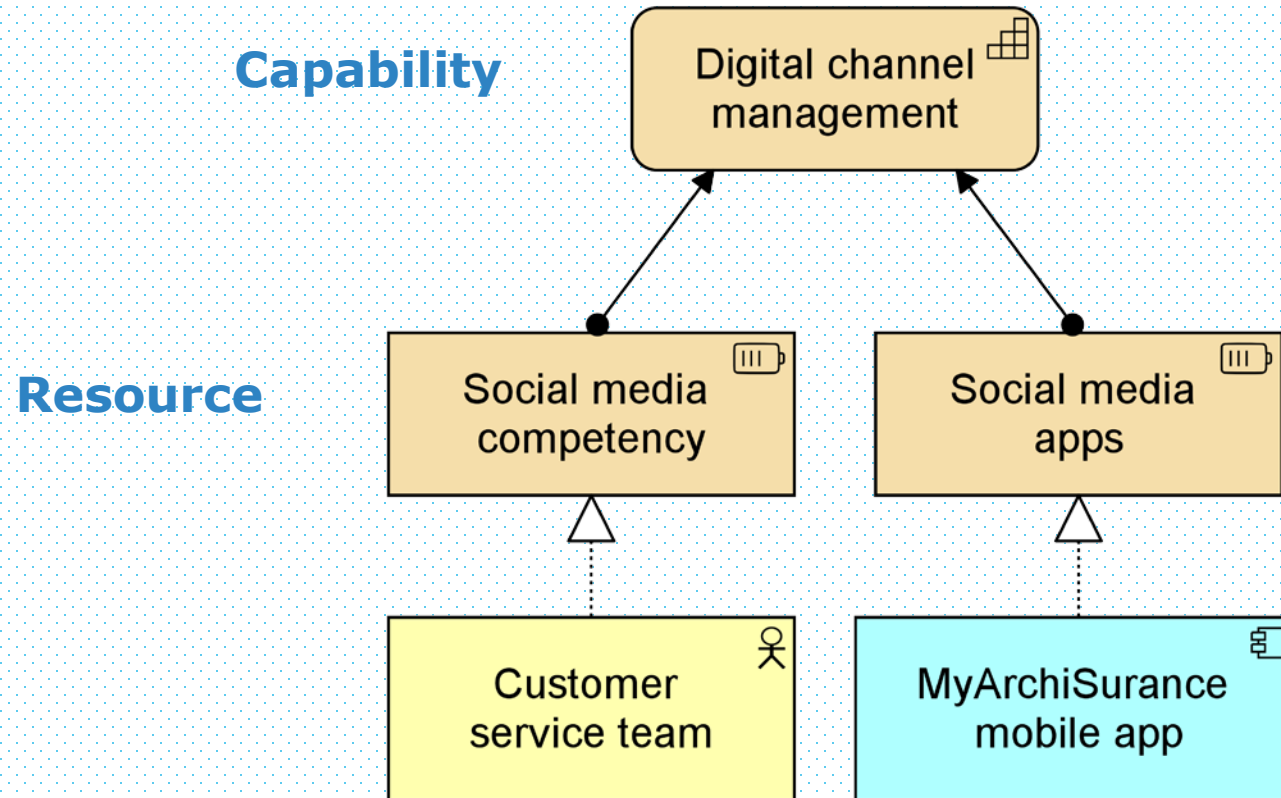 Capability
Digital channel
management
Resource
Social media
competency
Social media
apps
Customer
service team
MyArchiSurance
mobile app